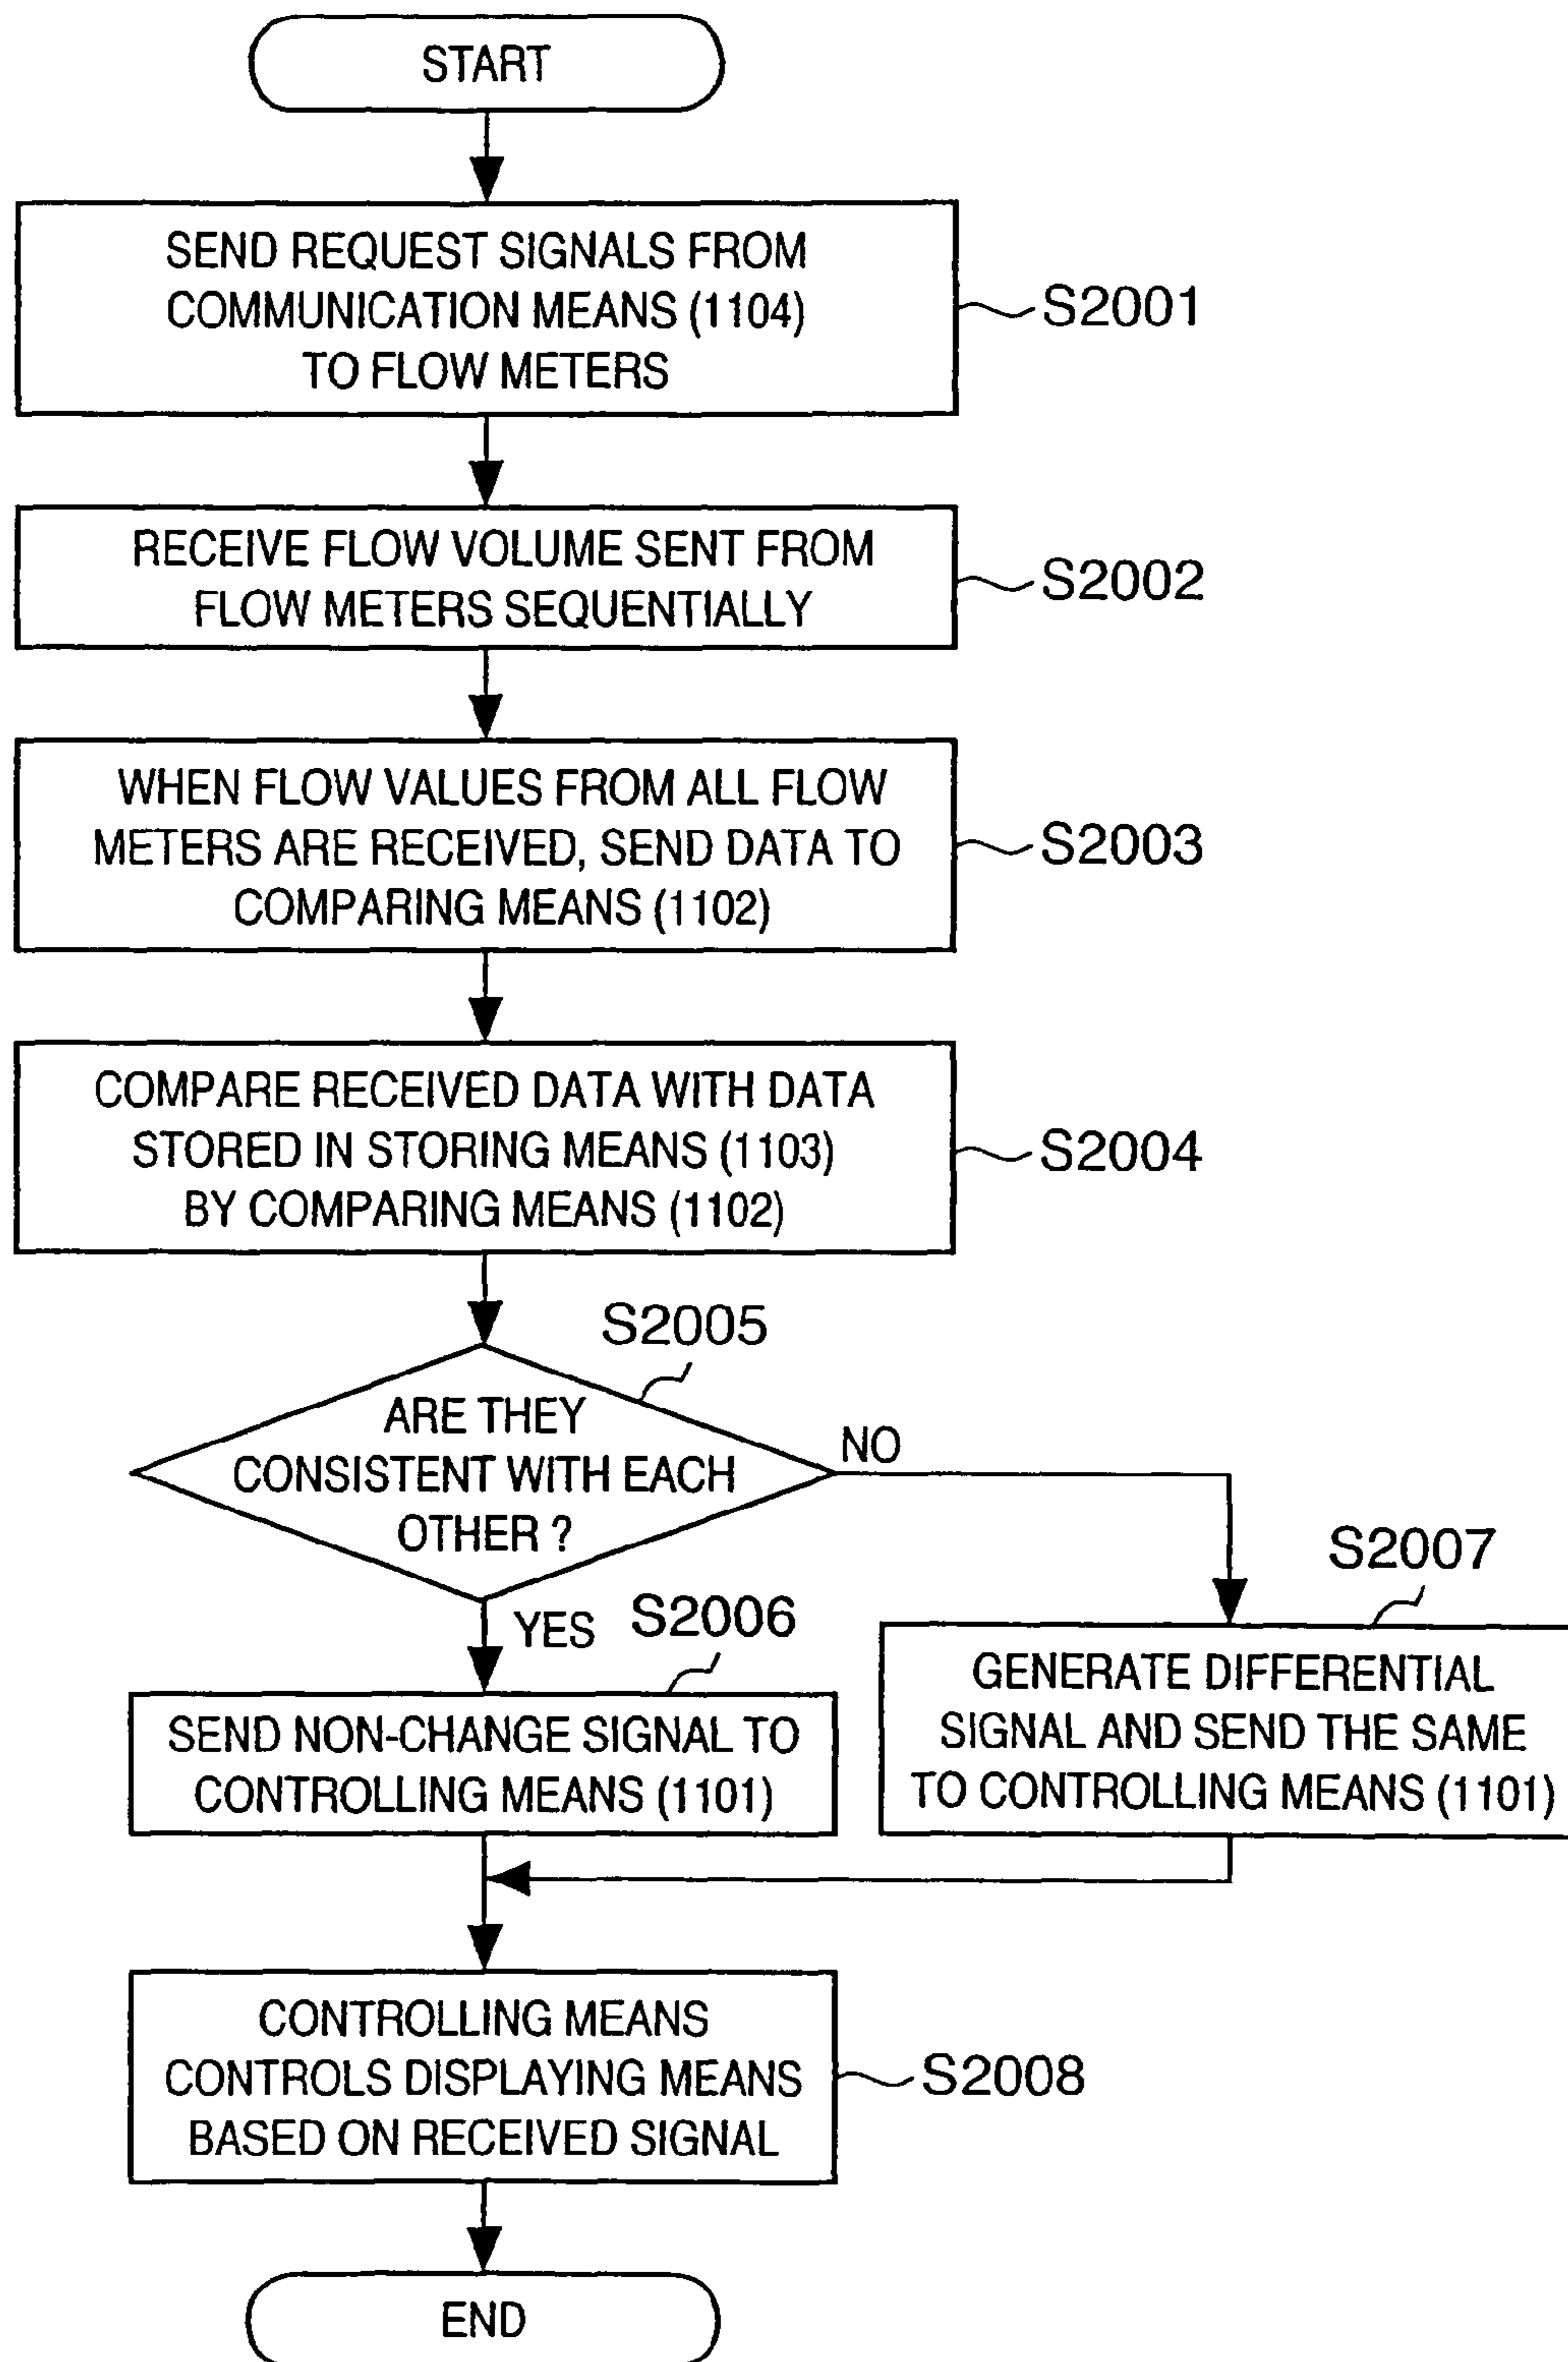 START
SEND REQUEST SIGNALS FROM
COMMUNICATION MEANS (1104)
TO FLOW METERS
S2001
RECEIVE FLOW VOLUME SENT FROM
FLOW METERS SEQUENTIALLY
S2002
WHEN FLOW VALUES FROM ALL FLOW
METERS ARE RECEIVED, SEND DATA TO
COMPARING MEANS (1102)
S2003
COMPARE RECEIVED DATA WITH DATA
STORED IN STORING MEANS (1103)
BY COMPARING MEANS (1102)
S2004
S2005
ARE THEY
CONSISTENT WITH EACH
OTHER ?
NO
YES
S2006
SEND NON-CHANGE SIGNAL TO
CONTROLLING MEANS (1101)
S2007
GENERATE DIFFERENTIAL
SIGNAL AND SEND THE SAME
TO CONTROLLING MEANS (1101)
CONTROLLING MEANS
CONTROLS DISPLAYING MEANS
BASED ON RECEIVED SIGNAL
S2008
END